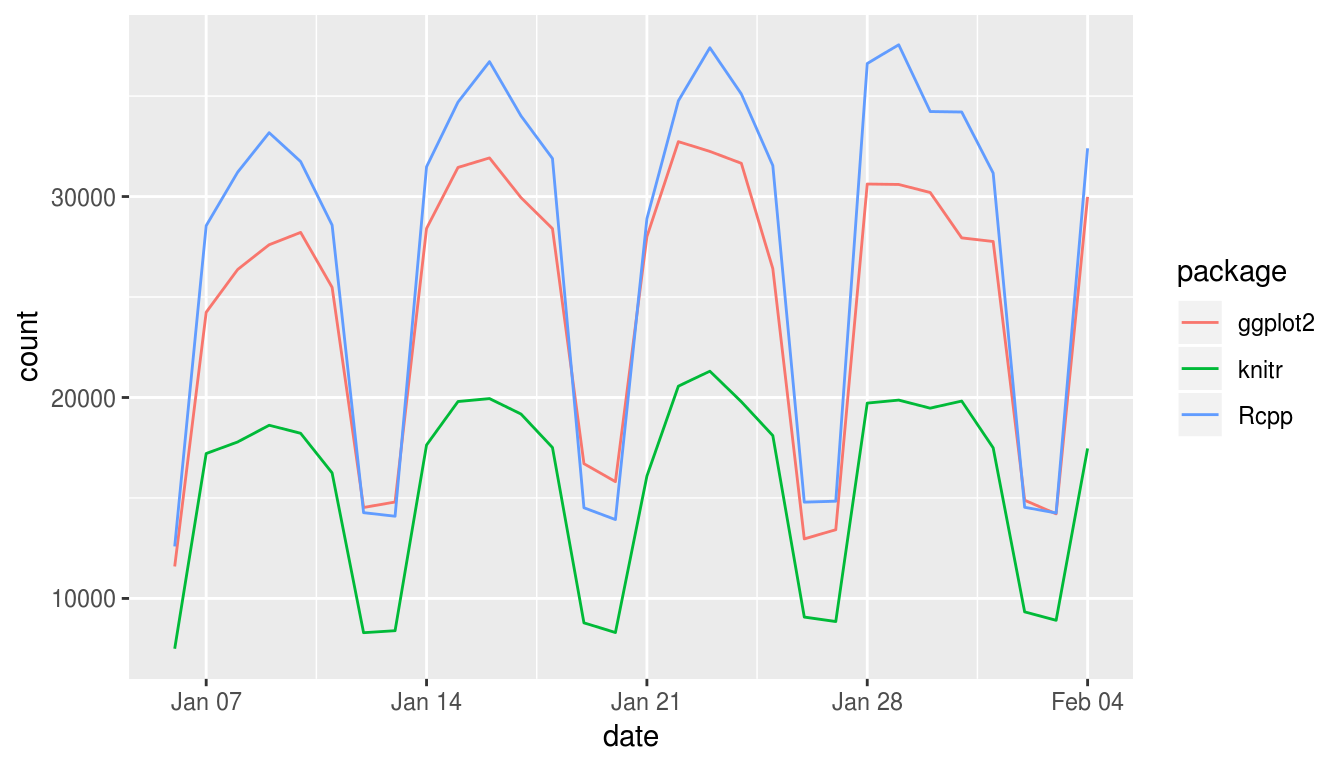 count
30000
20000
10000
Jan 07 Jan 14 Jan 21 Jan 28 Feb 04
date
package
ggplot2
knitr
Rcpp